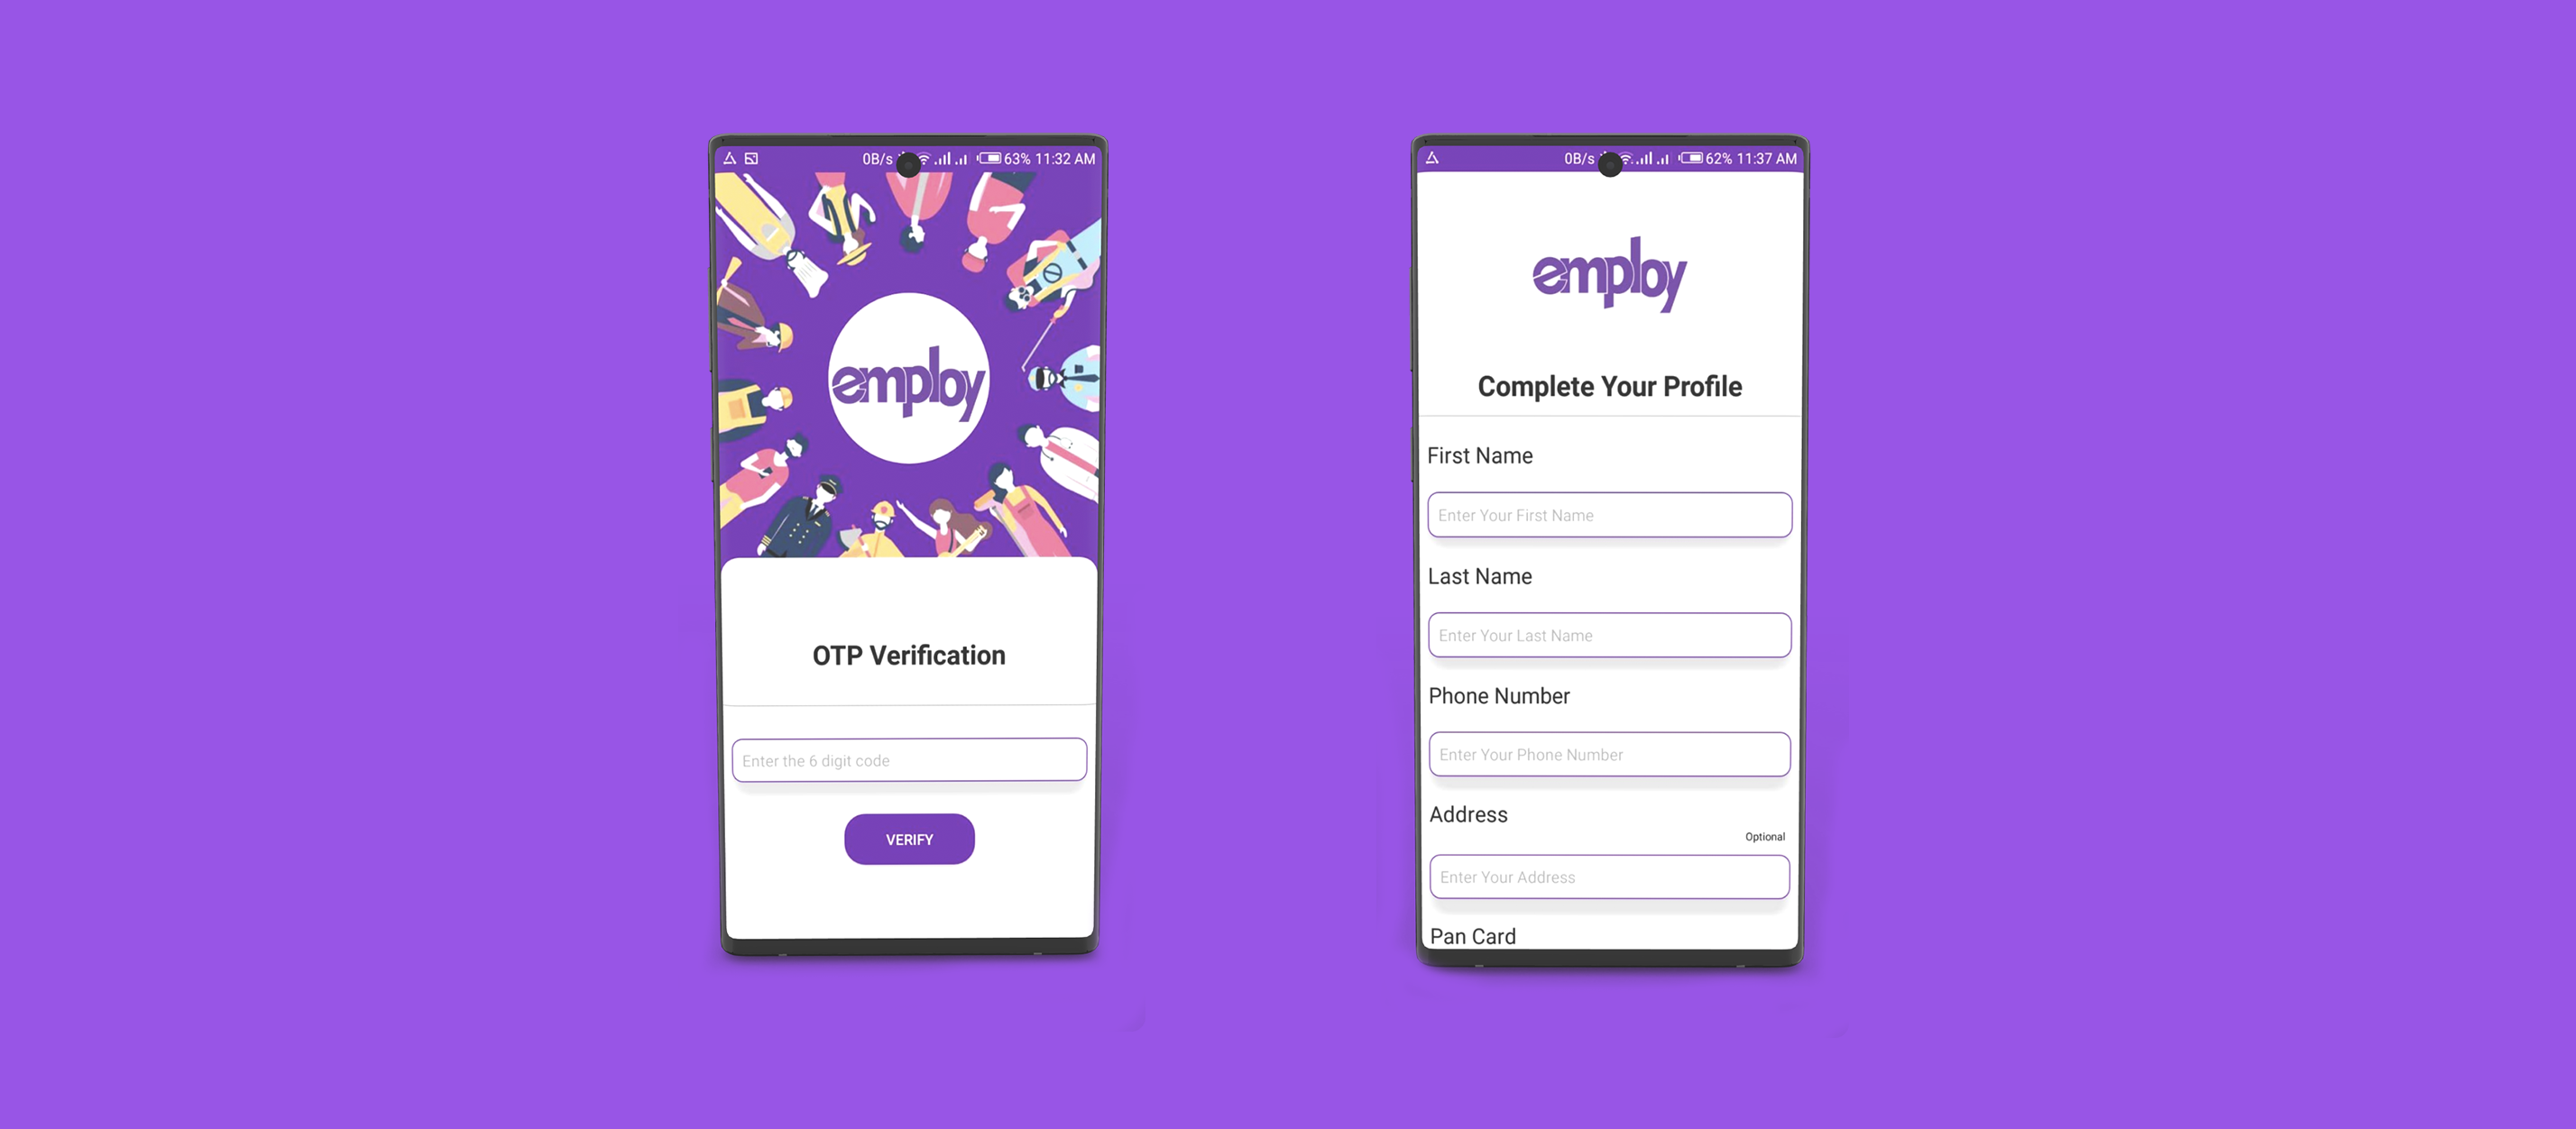 0B/s 63% 11:32 AM
employ
OTP Verification
Enter the 6 digit code
VERIFY
0B/s 62% 11:37 AM
employ
Complete Your Profile
First Name
Enter Your First Name
Last Name
Enter Your Last Name
Phone Number
Enter Your Phone Number
Address
Optional
Enter Your Address
Pan Card